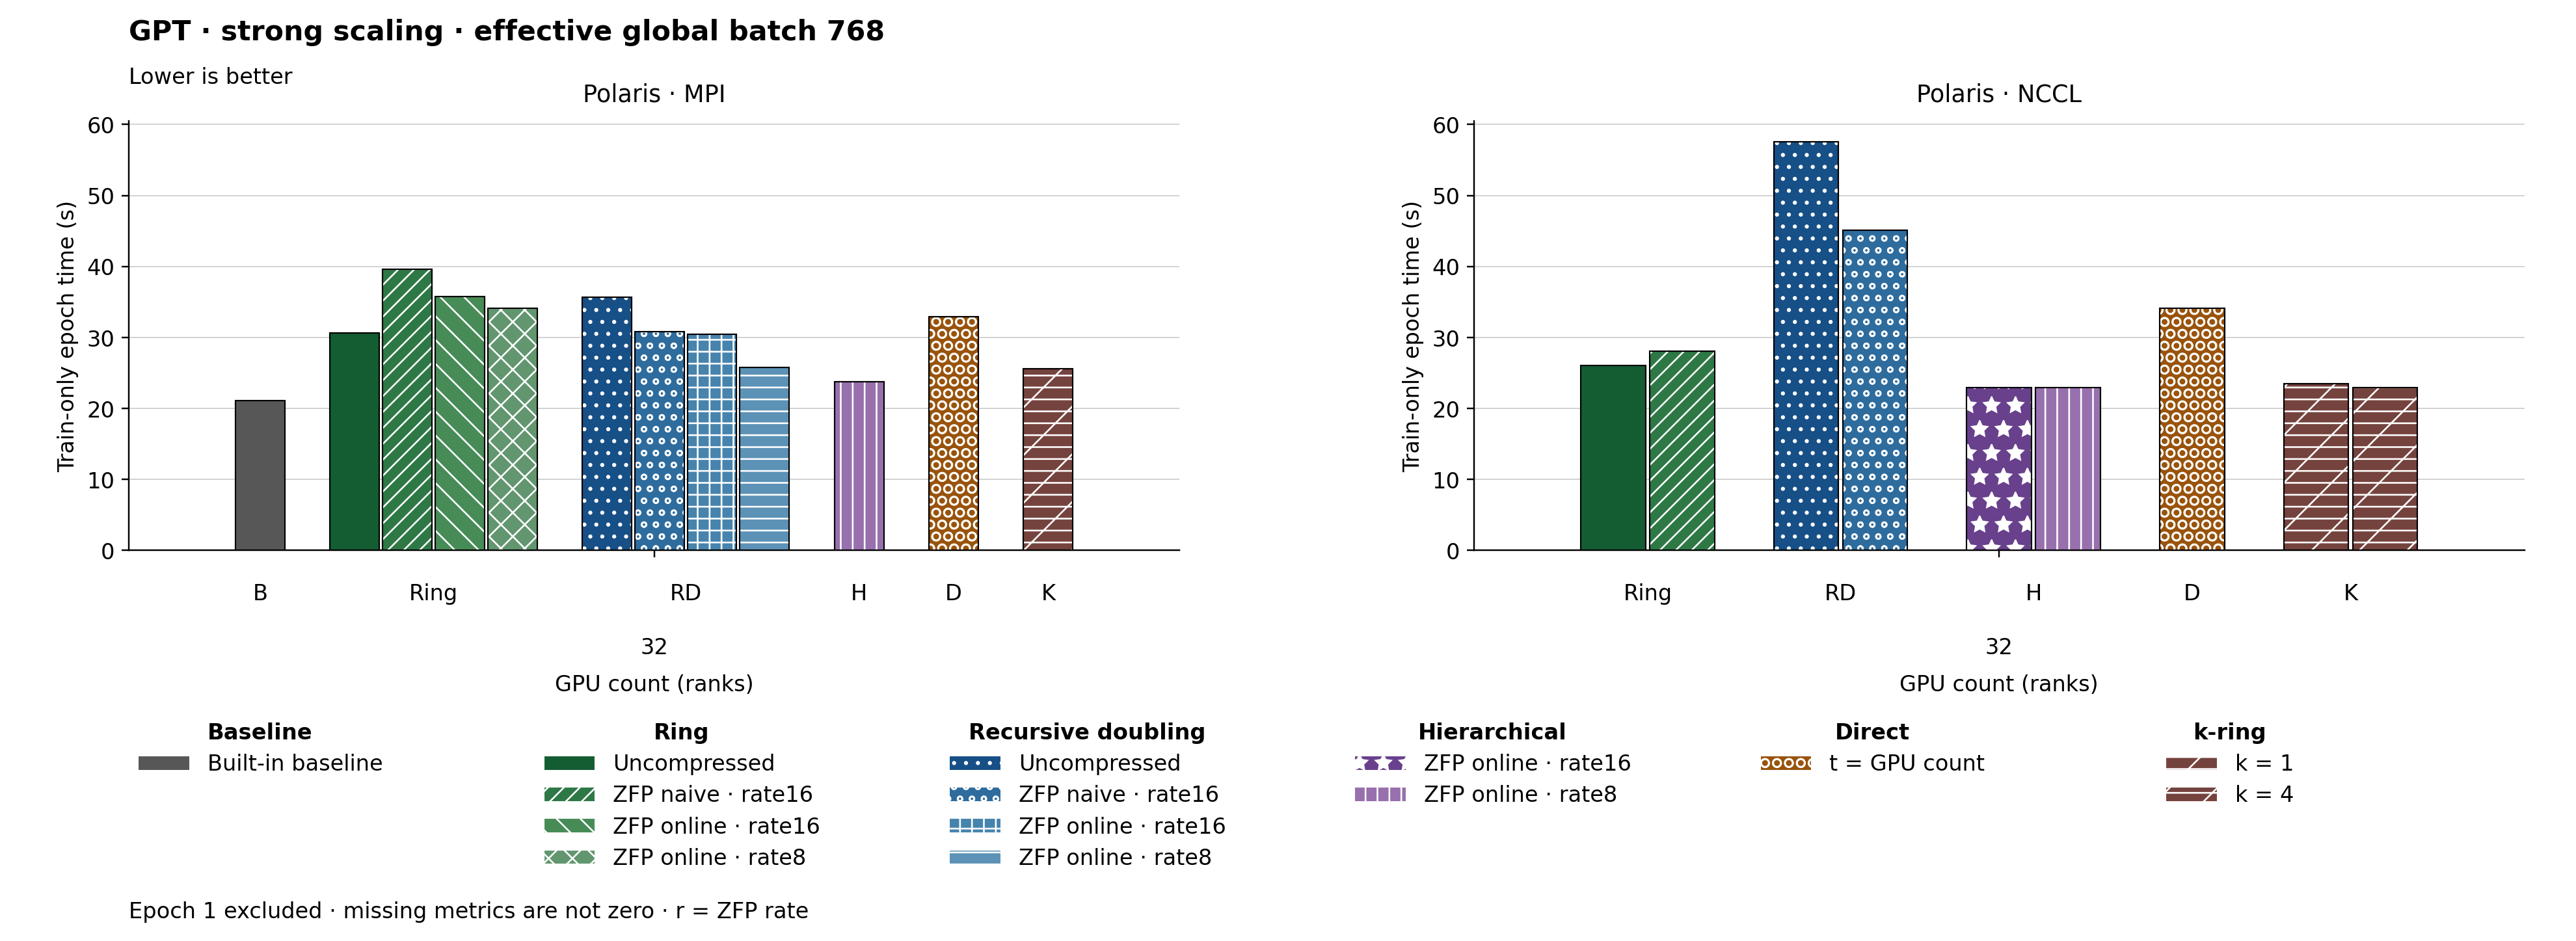 GPT · strong scaling · effective global batch 768
Lower is better
Polaris · MPI
Train-only epoch time (s)
60
50
40
30
20
10
0
B Ring RD H D K
32
GPU count (ranks)
Polaris · NCCL
Train-only epoch time (s)
60
50
40
30
20
10
0
Ring RD H D K
32
GPU count (ranks)
Baseline
Built-in baseline
Ring
Uncompressed
ZFP naive · rate16
ZFP online · rate16
ZFP online · rate8
Recursive doubling
Uncompressed
ZFP naive · rate16
ZFP online · rate16
ZFP online · rate8
Hierarchical
ZFP online · rate16
ZFP online · rate8
Direct
t = GPU count
k-ring
k = 1
k = 4
Epoch 1 excluded · missing metrics are not zero · r = ZFP rate